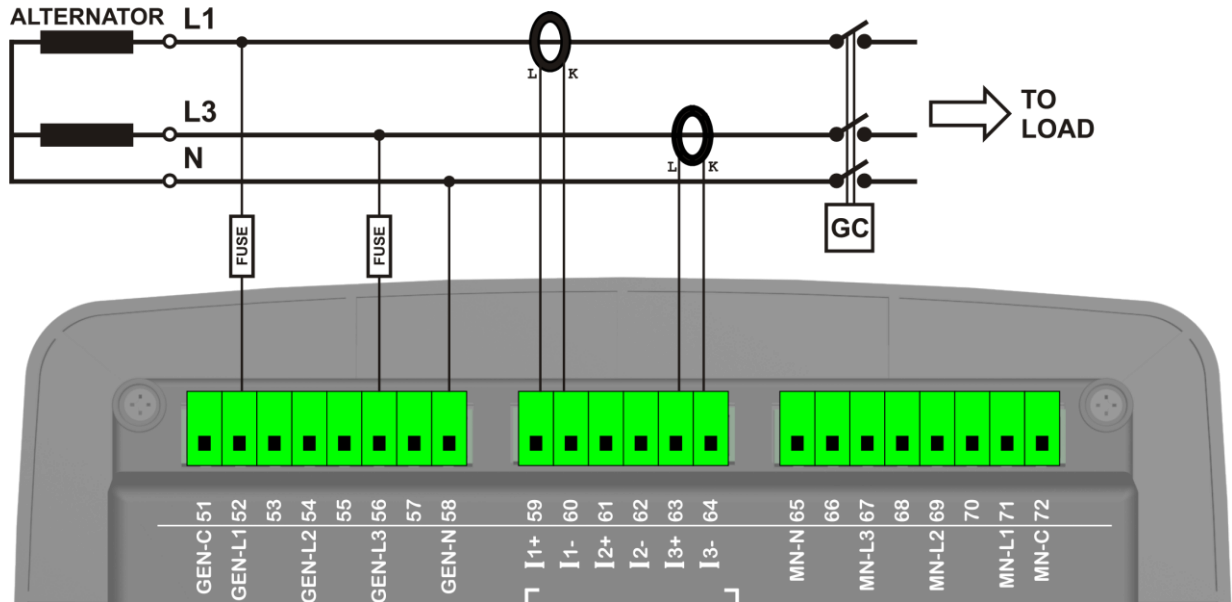 ALTERNATOR L1
L K
L3
TO
LOAD
L K
N
GC
FUSE
FUSE
51
52
53
54
55
56
57
58
59
60
61
62
63
64
65
66
67
68
69
70
71
72
GEN-C
GEN-L1
GEN-L2
GEN-L3
GEN-N
I1+
I1-
I2+
I2-
I3+
I3-
MN-N
MN-L3
MN-L2
MN-L1
MN-C